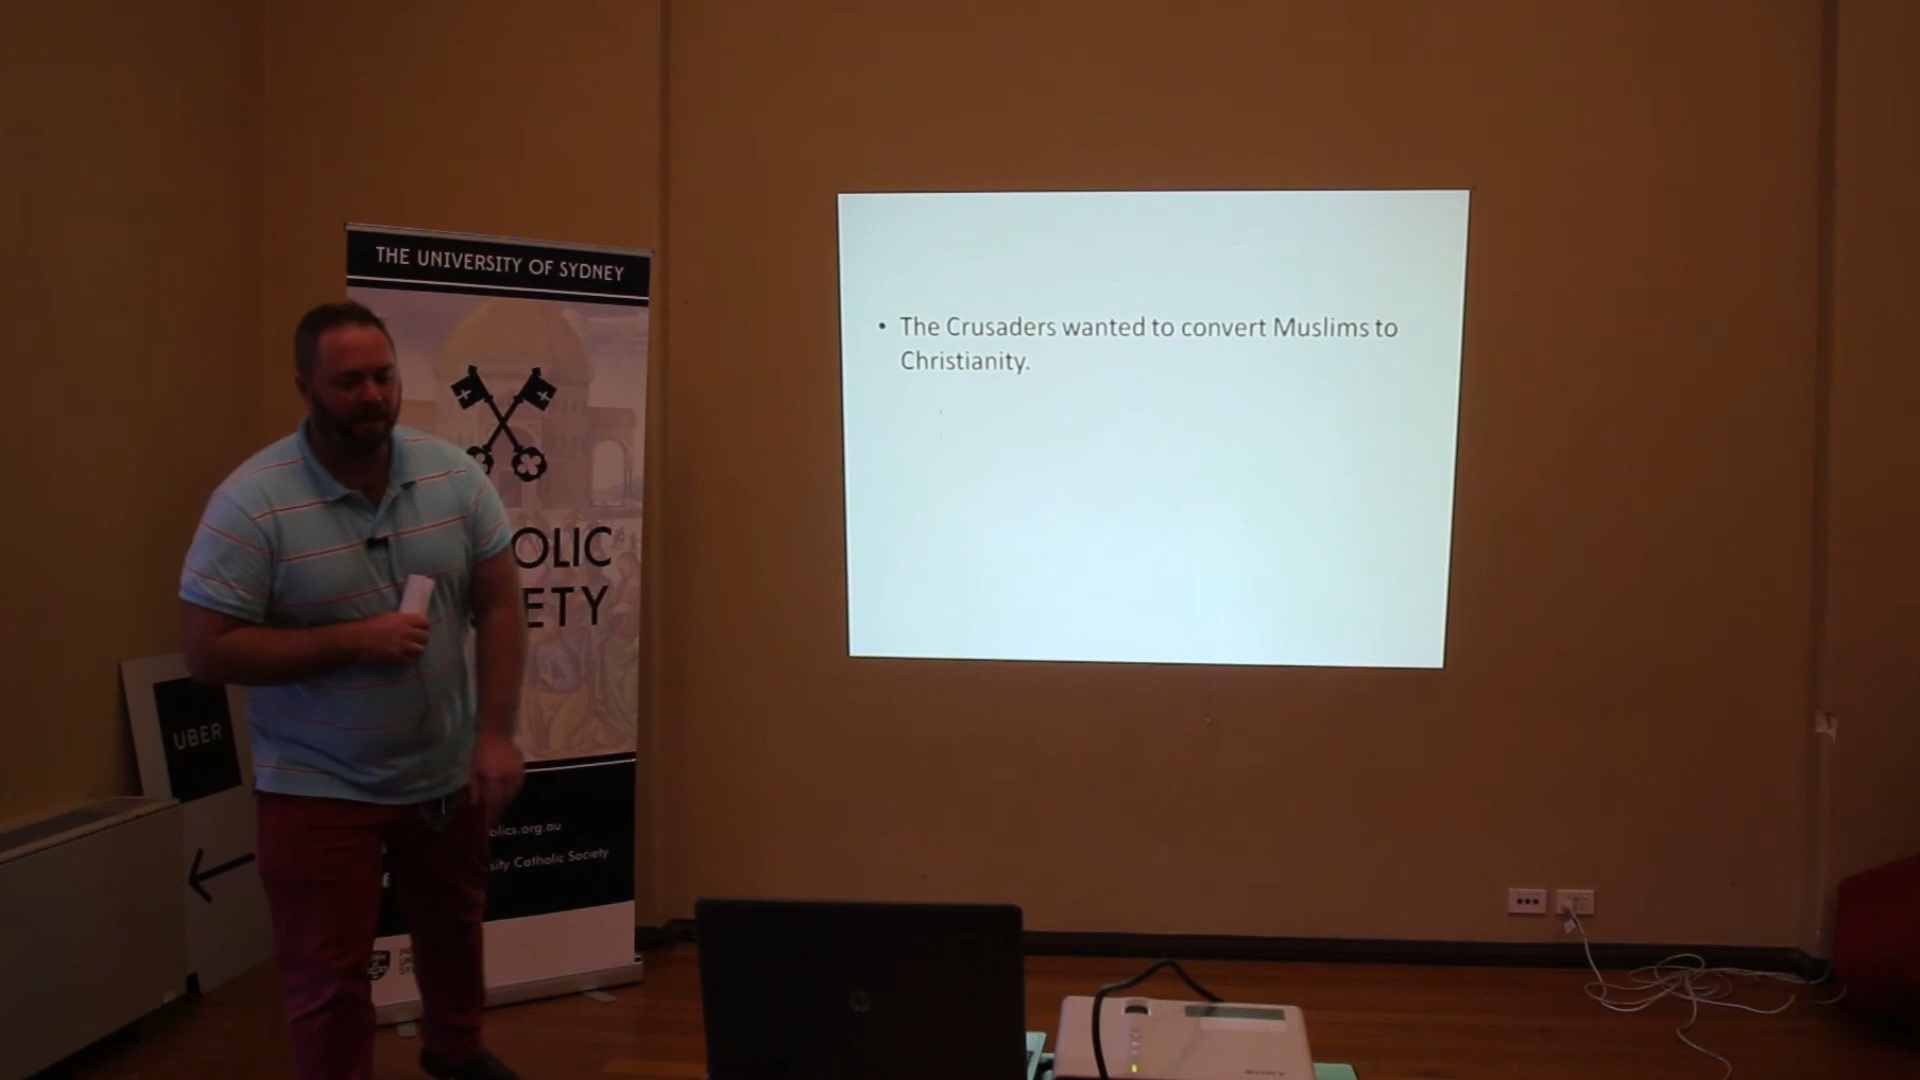 THE UNIVERSITY OF SYDNEY
OLIC
ETY
olics.org au
sity Catholic Society
UBER
• The Crusaders wanted to convert Muslims to
Christianity.